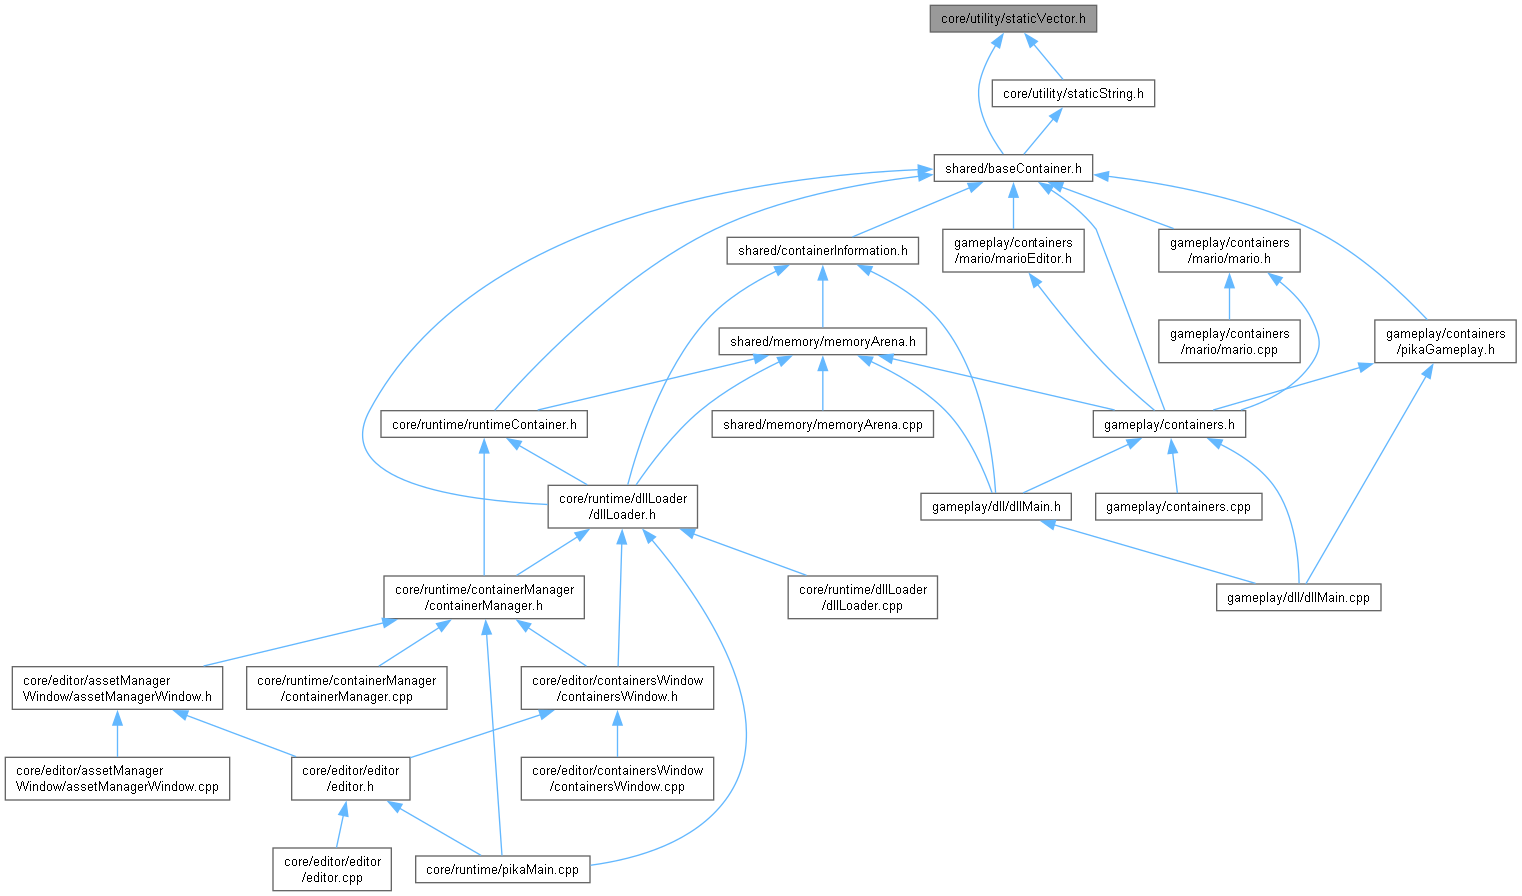 core/utility/staticVector.h
core/utility/staticString.h
shared/baseContainer.h
shared/containerInformation.h
gameplay/containers
/mario/marioEditor.h
gameplay/containers
/mario/mario.h
shared/memory/memoryArena.h
gameplay/containers
/mario/mario.cpp
gameplay/containers
/pikaGameplay.h
core/runtime/runtimeContainer.h
shared/memory/memoryArena.cpp
gameplay/containers.h
core/runtime/dllLoader
/dllLoader.h
gameplay/dll/dllMain.h
gameplay/containers.cpp
core/runtime/containerManager
/containerManager.h
core/runtime/dllLoader
/dllLoader.cpp
gameplay/dll/dllMain.cpp
core/editor/assetManager
Window/assetManagerWindow.h
core/runtime/containerManager
/containerManager.cpp
core/editor/containersWindow
/containersWindow.h
core/editor/assetManager
Window/assetManagerWindow.cpp
core/editor/editor
/editor.h
core/editor/containersWindow
/containersWindow.cpp
core/editor/editor
/editor.cpp
core/runtime/pikaMain.cpp